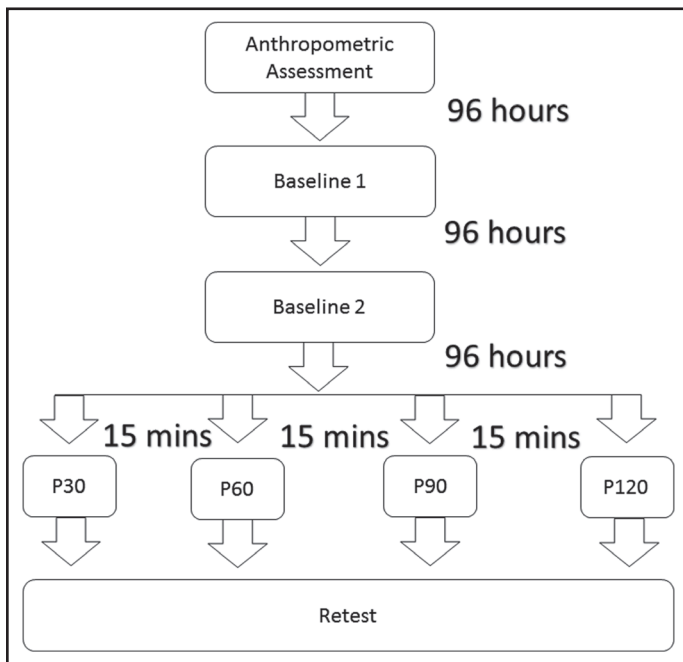 Anthropometric
Assessment
96 hours
Baseline 1
96 hours
Baseline 2
96 hours
15 mins 15 mins 15 mins
P30 P60 P90 P120
Retest